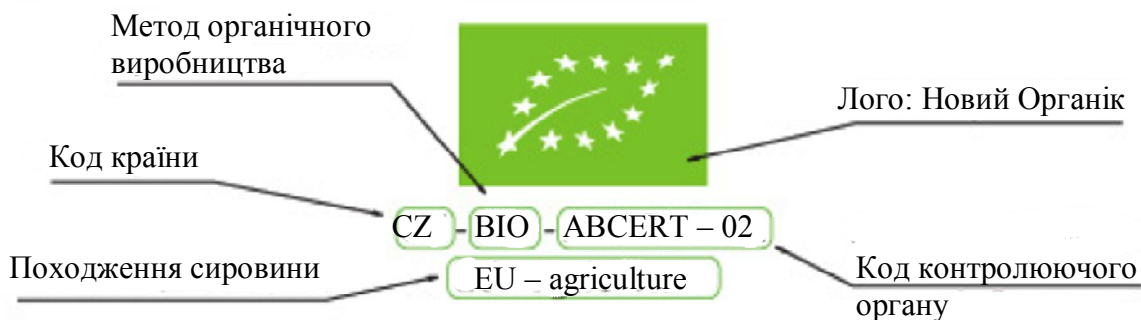 Метод органічного
виробництва
Лого: Новий Органік
Код країни
CZ - BIO - ABCERT – 02
Походження сировини
EU – agriculture
Код контролюючого
органу